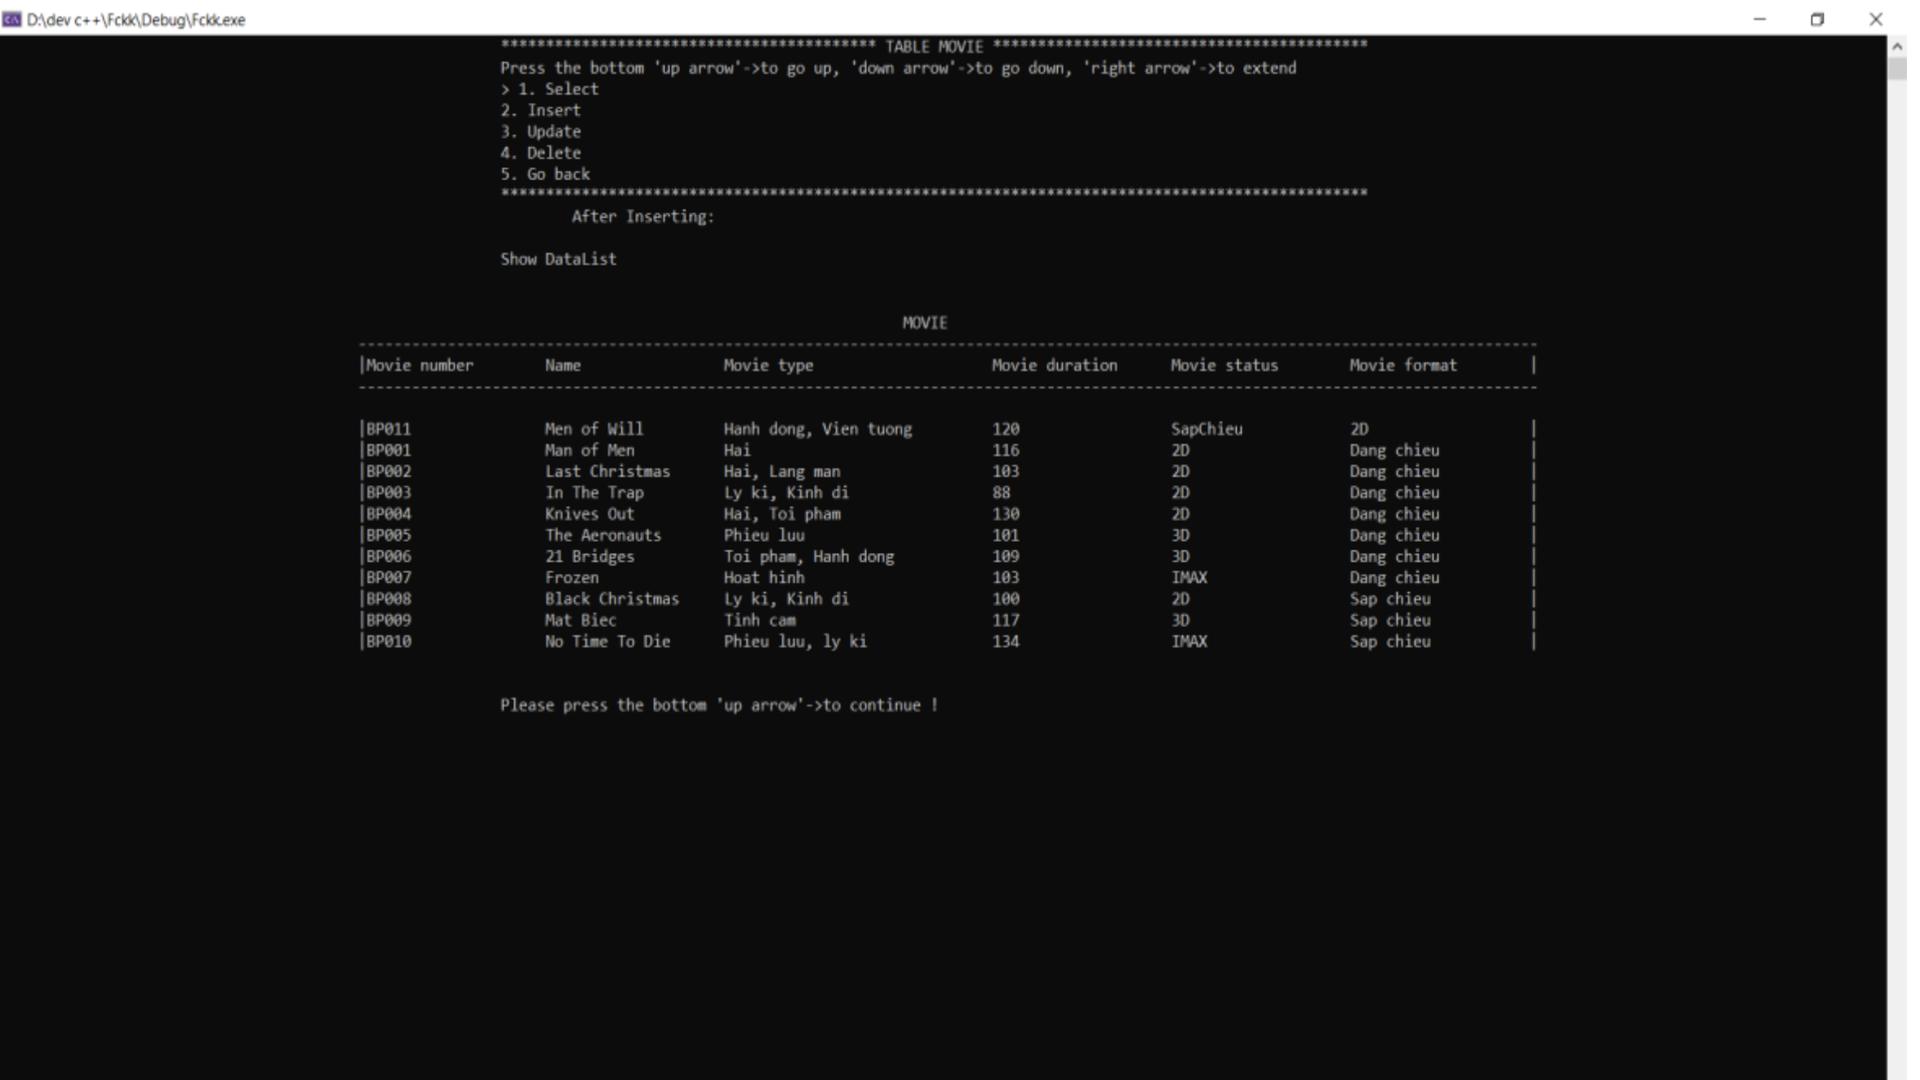 D:\dev c++\Fckk\Debug\Fckk.exe
****************************************** TABLE MOVIE ******************************************
Press the bottom 'up arrow'->to go up, 'down arrow'->to go down, 'right arrow'->to extend
> 1. Select
2. Insert
3. Update
4. Delete
5. Go back
*************************************************************************************************
After Inserting:
Show DataList
MOVIE
------------------------------------------------------------------------------------------------------------------------------------
|Movie number Name Movie type Movie duration Movie status Movie format |
------------------------------------------------------------------------------------------------------------------------------------
|BP011 Men of Will Hanh dong, Vien tuong 120 SapChieu 2D |
|BP001 Man of Men Hai 116 2D Dang chieu |
|BP002 Last Christmas Hai, Lang man 103 2D Dang chieu |
|BP003 In The Trap Ly ki, Kinh di 88 2D Dang chieu |
|BP004 Knives Out Hai, Toi pham 130 2D Dang chieu |
|BP005 The Aeronauts Phieu luu 101 3D Dang chieu |
|BP006 21 Bridges Toi pham, Hanh dong 109 3D Dang chieu |
|BP007 Frozen Hoat hinh 103 IMAX Dang chieu |
|BP008 Black Christmas Ly ki, Kinh di 100 2D Sap chieu |
|BP009 Mat Biec Tinh cam 117 3D Sap chieu |
|BP010 No Time To Die Phieu luu, ly ki 134 IMAX Sap chieu |
Please press the bottom 'up arrow'->to continue !